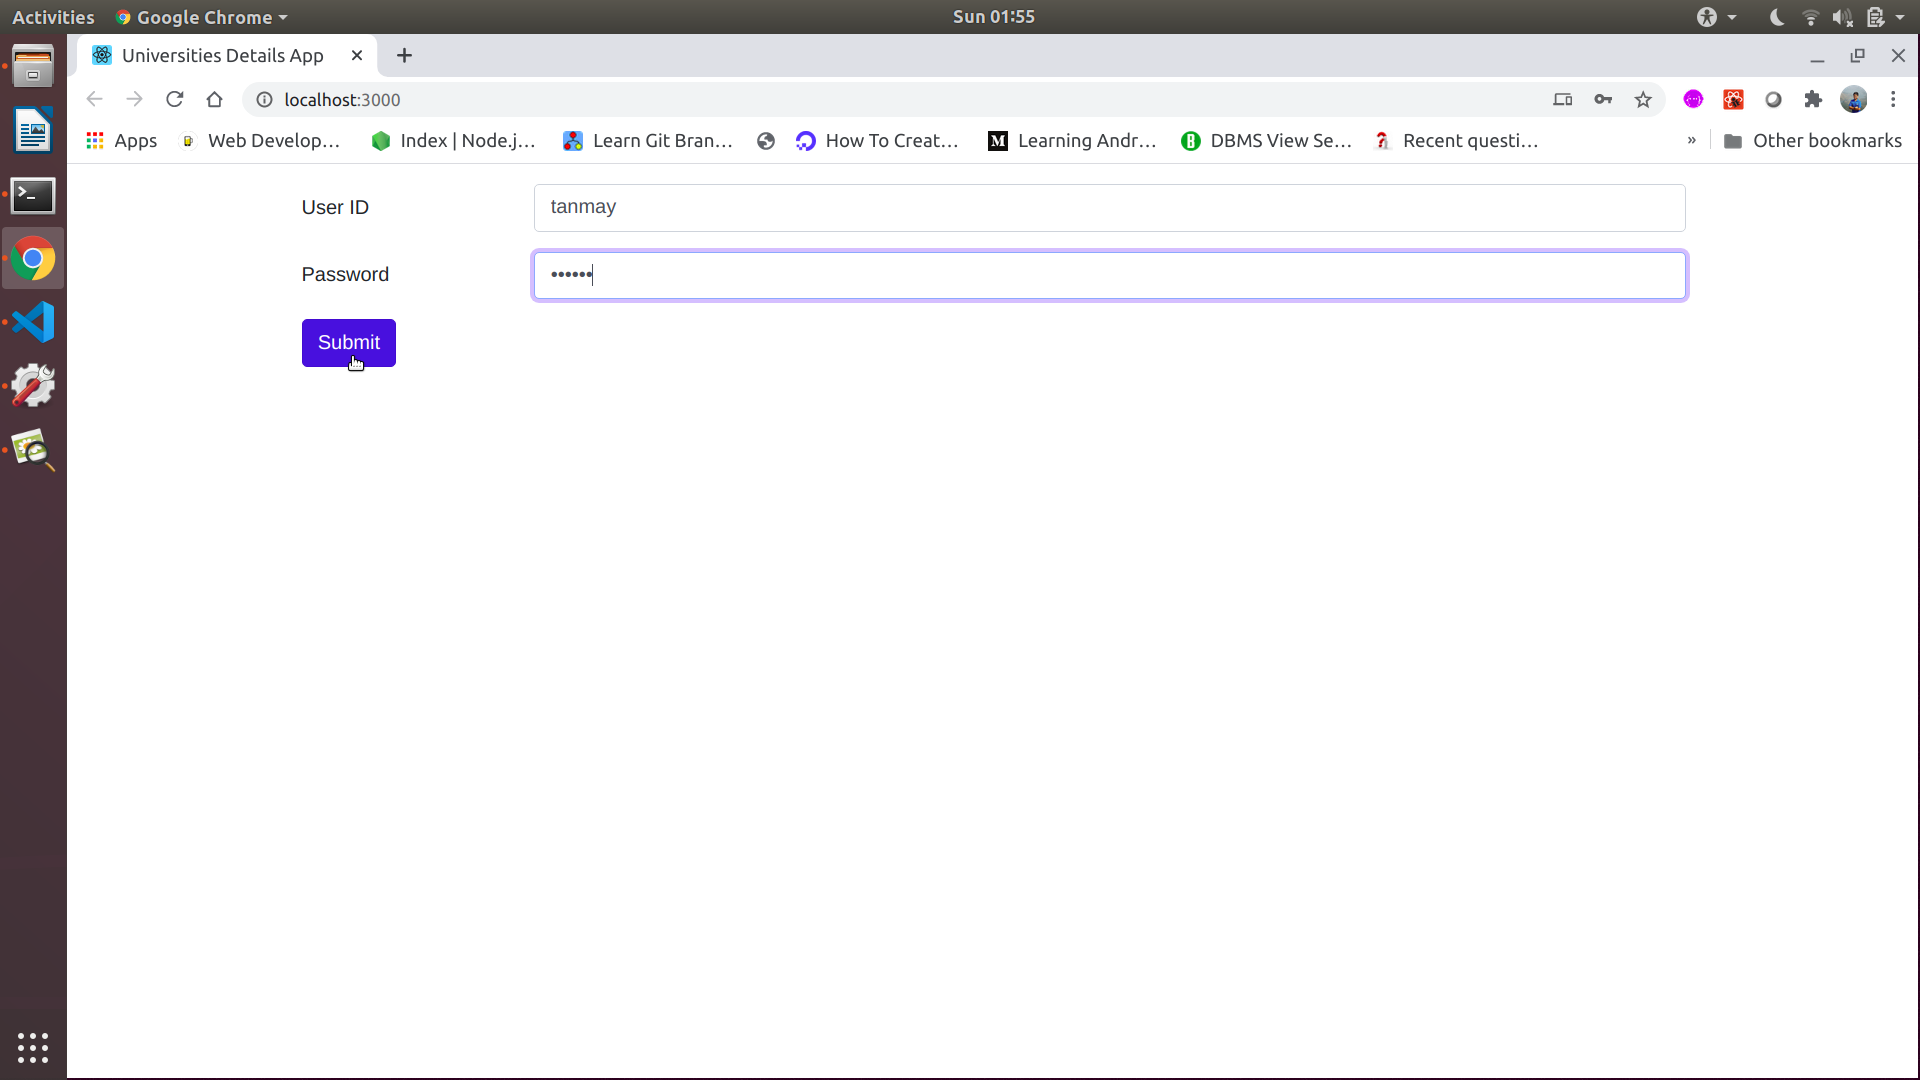 Activities Google Chrome Sun 01:55
Universities Details App
localhost:3000
Apps Web Develop... Index | Node.j... Learn Git Bran... How To Creat... M Learning Andr... DBMS View Se... Recent questi... » Other bookmarks
User ID tanmay
Password ••••••
Submit